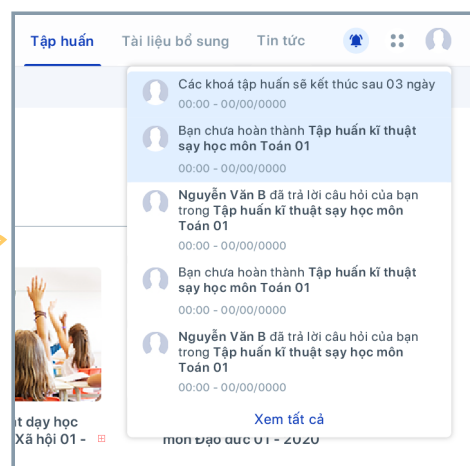 Tập huấn Tài liệu bổ sung Tin tức
Các khoá tập huấn sẽ kết thúc sau 03 ngày
00:00 - 00/00/0000
Bạn chưa hoàn thành Tập huấn kĩ thuật
sạy học môn Toán 01
00:00 - 00/00/0000
Nguyễn Văn B đã trả lời câu hỏi của bạn
trong Tập huấn kĩ thuật sạy học môn
Toán 01
00:00 - 00/00/0000
Bạn chưa hoàn thành Tập huấn kĩ thuật
sạy học môn Toán 01
00:00 - 00/00/0000
Nguyễn Văn B đã trả lời câu hỏi của bạn
trong Tập huấn kĩ thuật sạy học môn
Toán 01
00:00 - 00/00/0000
Xem tất cả
dạy học
Xã hội 01 -
môn Đạo đức 01 - 2020